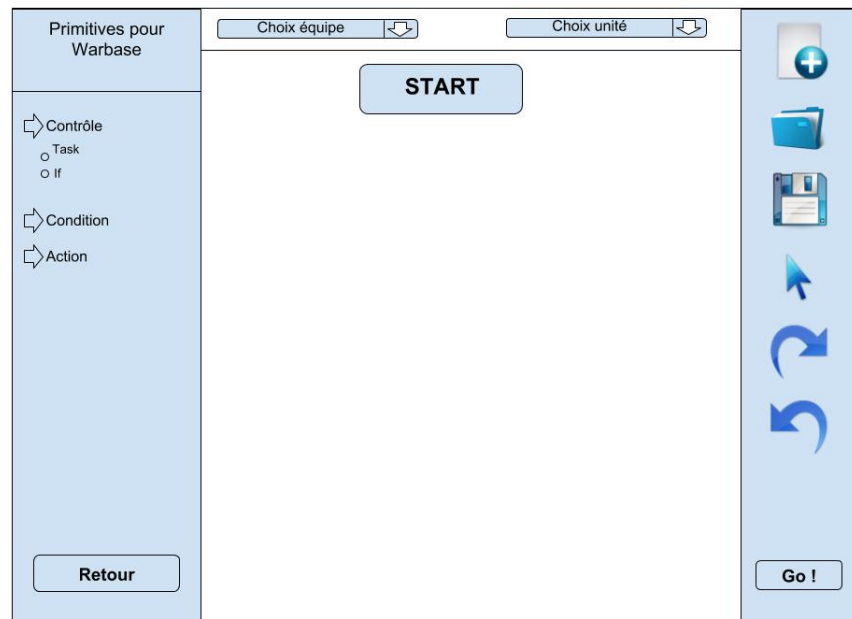 Primitives pour
Warbase
Choix équipe
Choix unité
START
Contrôle
Task
If
Condition
Action
Retour
Go !